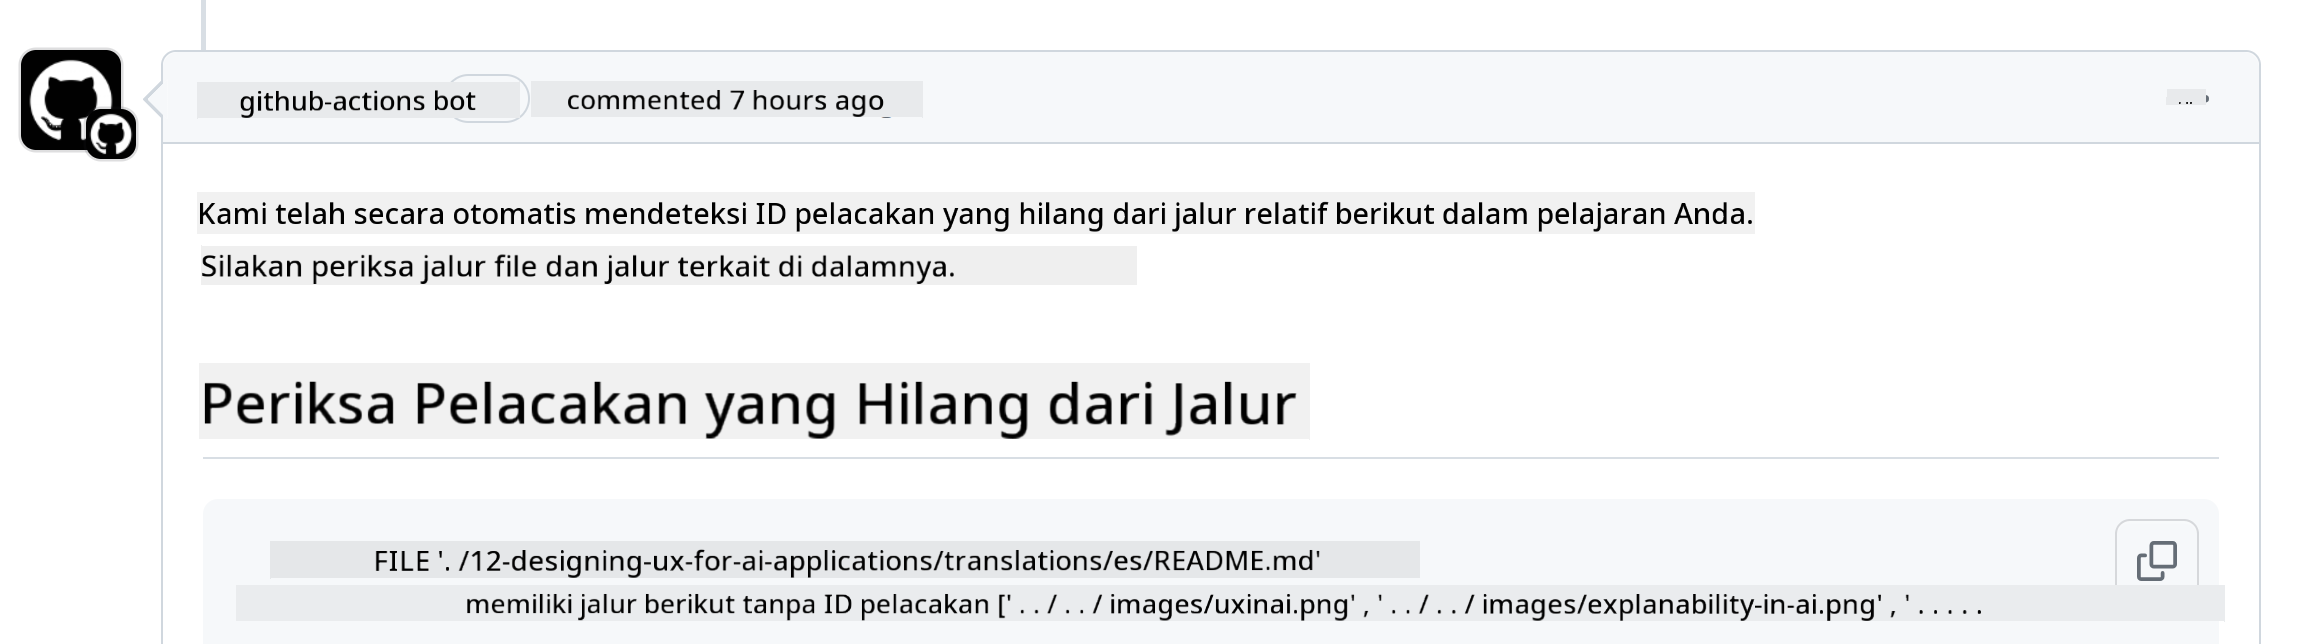 github-actions bot commented 7 hours ago
Kami telah secara otomatis mendeteksi ID pelacakan yang hilang dari jalur relatif berikut dalam pelajaran Anda.
Silakan periksa jalur file dan jalur terkait di dalamnya.
Periksa Pelacakan yang Hilang dari Jalur
FILE '. /12-designing-ux-for-ai-applications/translations/es/README.md'
memiliki jalur berikut tanpa ID pelacakan [' . . / . . / images/uxinai.png' , ' . . / . . / images/explanability-in-ai.png' , ' . . . . .